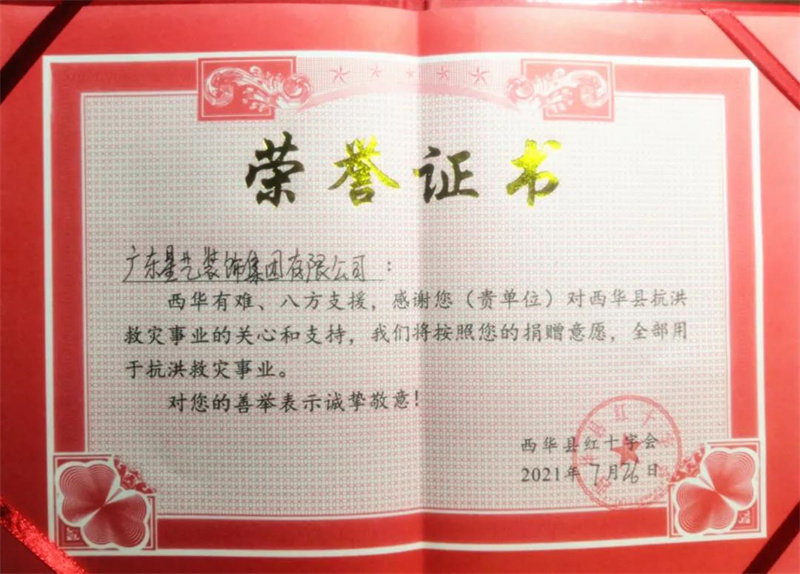 荣誉证书
广东星艺装饰集团有限公司：
西华有难、八方支援，感谢您（贵单位）对西华县抗洪
救灾事业的关心和支持，我们将按照您的捐赠意愿，全部用
于抗洪救灾事业。
对您的善举表示诚挚敬意！
西华县红十字会
2021年7月26日